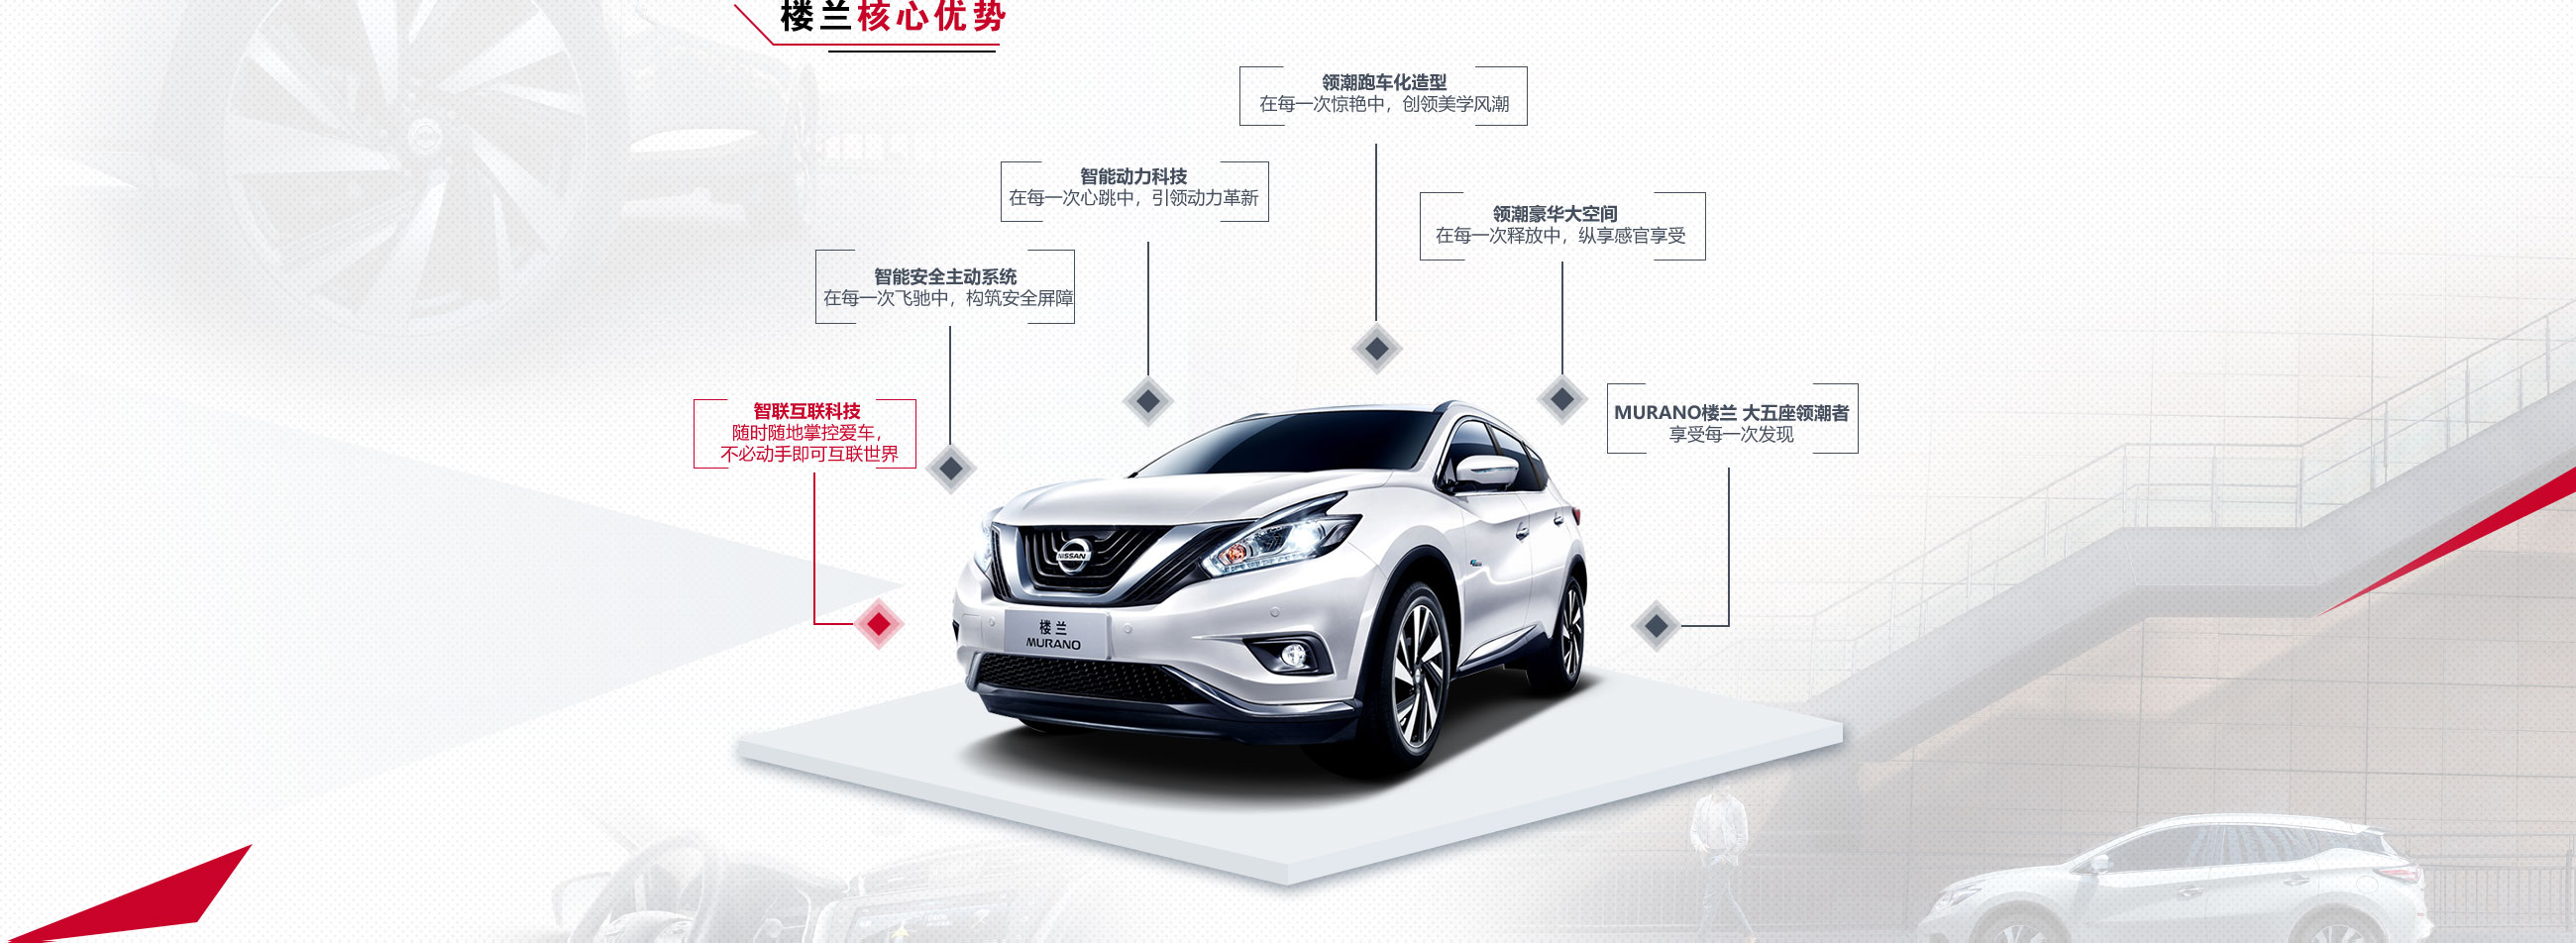 楼兰核心优势
领潮跑车化造型
在每一次惊艳中，创领美学风潮
智能动力科技
在每一次心跳中，引领动力革新
领潮豪华大空间
在每一次释放中，纵享感官享受
智能安全主动系统
在每一次飞驰中，构筑安全屏障
智联互联科技
随时随地掌控爱车，
不必动手即可互联世界
MURANO楼兰 大五座领潮者
享受每一次发现
NISSAN
楼兰
MURANO